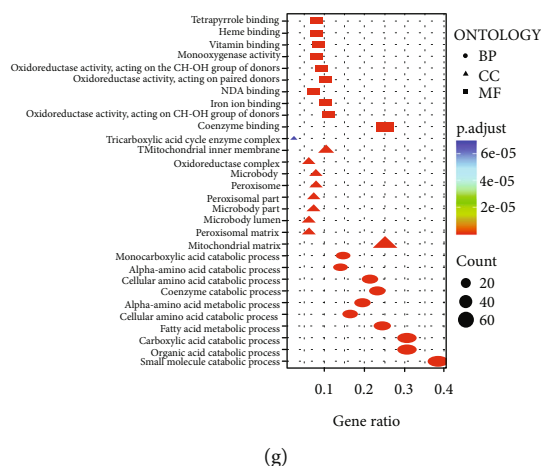 Tetrapyrrole binding
Heme binding
Vitamin binding
Monooxygenase activity
Oxidoreductase activity, acting on the CH-OH group of donors
Oxidoreductase activity, acting on paired donors
NDA binding
Iron ion binding
Oxidoreductase activity, acting on CH-OH group of donors
Coenzyme binding
Tricarboxylic acid cycle enzyme complex
TMitochondrial inner membrane
Oxidoreductase complex
Microbody
Peroxisome
Peroxisomal part
Microbody part
Microbody lumen
Peroxisomal matrix
Mitochondrial matrix
Monocarboxylic acid catabolic process
Alpha-amino acid catabolic process
Cellular amino acid catabolic process
Coenzyme catabolic process
Alpha-amino acid metabolic process
Cellular amino acid catabolic process
Fatty acid metabolic process
Carboxylic acid catabolic process
Organic acid catabolic process
Small molecule catabolic process
0.1 0.2 0.3 0.4
Gene ratio
ONTOLOGY
BP
CC
MF
p.adjust
6e-05
4e-05
2e-05
Count
20
40
60
(g)